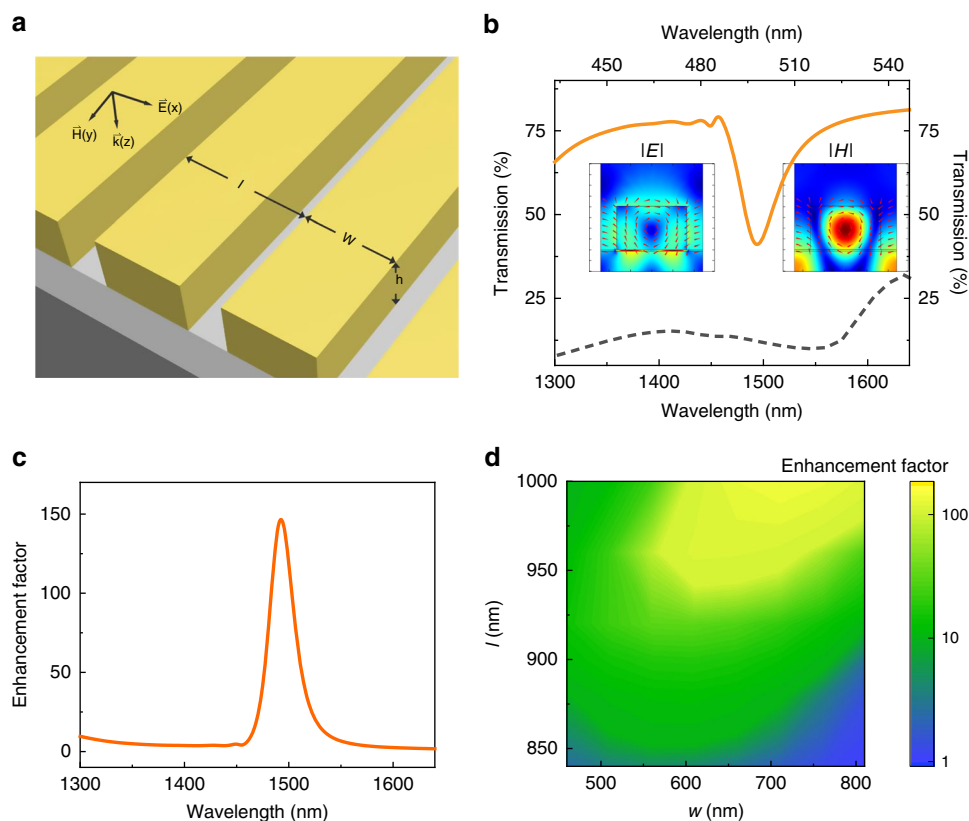 a
E(x)
H(y)
k(z)
l
W
h
b
Wavelength (nm)
450 480 510 540
Transmission (%)
75
50
25
|E|
|H|
75
50
25
Transmission (%)
1300 1400 1500 1600
Wavelength (nm)
c
Enhancement factor
150
100
50
0
1300 1400 1500 1600
Wavelength (nm)
d
Enhancement factor
l (nm)
1000
950
900
850
500 600 700 800
w (nm)
100
10
1